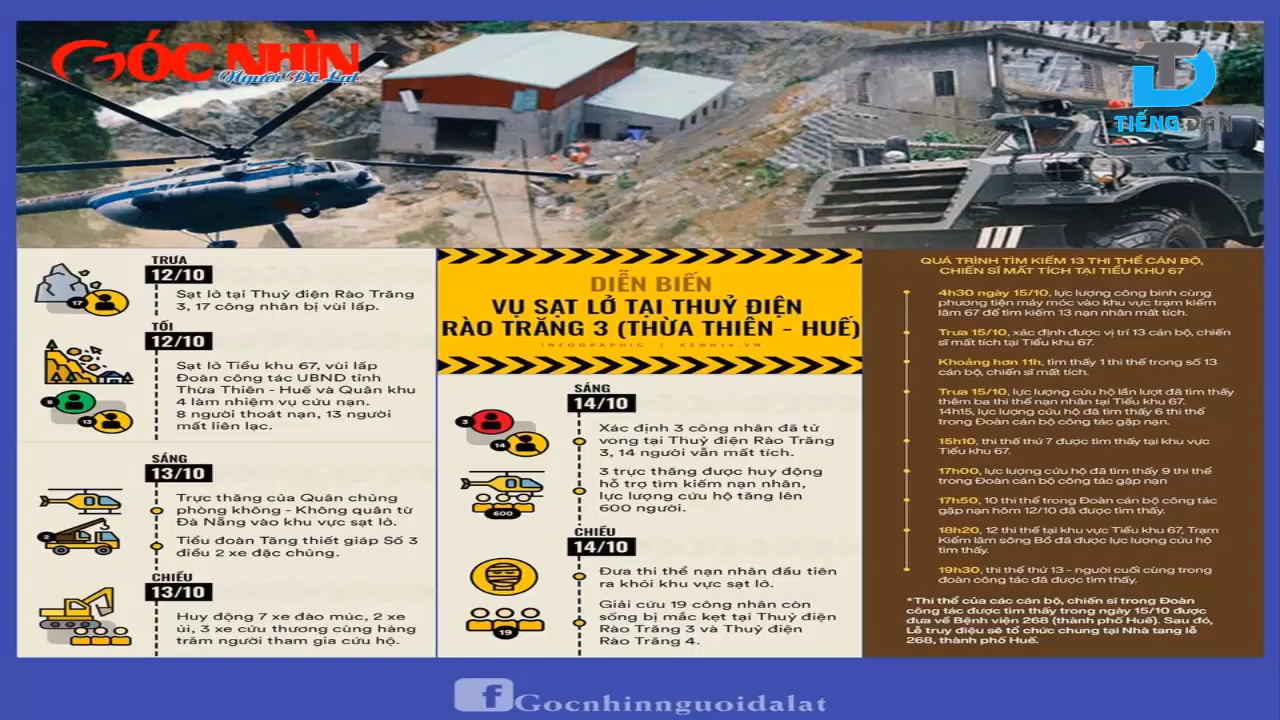 GÓC NHÌN
Người Đà Lạt
TD
TIẾNG DÂN
TRƯA
12/10
17
Sạt lở tại Thuỷ điện Rào Trăng
3, 17 công nhân bị vùi lấp.
TỐI
12/10
Sạt lở Tiểu khu 67, vùi lấp
Đoàn công tác UBND tỉnh
Thừa Thiên - Huế và Quân khu
4 làm nhiệm vụ cứu nạn.
8 người thoát nạn, 13 người
mất liên lạc.
8
13
SÁNG
13/10
Trực thăng của Quân chủng
phòng không - Không quân từ
Đà Nẵng vào khu vực sạt lở.
2
Tiểu đoàn Tăng thiết giáp Số 3
điều 2 xe đặc chủng.
CHIỀU
13/10
Huy động 7 xe đào múc, 2 xe
ủi, 3 xe cứu thương cùng hàng
trăm người tham gia cứu hộ.
DIỄN BIẾN
VỤ SẠT LỞ TẠI THUỶ ĐIỆN
RÀO TRĂNG 3 (THỪA THIÊN - HUẾ)
INFOGRAPHIC | KENH14.VN
SÁNG
14/10
3
14
Xác định 3 công nhân đã tử
vong tại Thuỷ điện Rào Trăng
3, 14 người vẫn mất tích.
3 trực thăng được huy động
hỗ trợ tìm kiếm nạn nhân,
lực lượng cứu hộ tăng lên
600 người.
600
CHIỀU
14/10
Đưa thi thể nạn nhân đầu tiên
ra khỏi khu vực sạt lở.
Giải cứu 19 công nhân còn
sống bị mắc kẹt tại Thuỷ điện
Rào Trăng 3 và Thuỷ điện
Rào Trăng 4.
19
QUÁ TRÌNH TÌM KIẾM 13 THI THỂ CÁN BỘ,
CHIẾN SĨ MẤT TÍCH TẠI TIỂU KHU 67
4h30 ngày 15/10, lực lượng công binh cùng
phương tiện máy móc vào khu vực trạm kiểm
lâm 67 để tìm kiếm 13 nạn nhân mất tích.
Trưa 15/10, xác định được vị trí 13 cán bộ, chiến
sĩ mất tích tại Tiểu khu 67.
Khoảng hơn 11h, tìm thấy 1 thi thể trong số 13
cán bộ, chiến sĩ mất tích.
Trưa 15/10, lực lượng cứu hộ lần lượt đã tìm thấy
thêm ba thi thể nạn nhân tại Tiểu khu 67.
14h15, lực lượng cứu hộ đã tìm thấy 6 thi thể
trong Đoàn cán bộ công tác gặp nạn.
15h10, thi thể thứ 7 được tìm thấy tại khu vực
Tiểu khu 67.
17h00, lực lượng cứu hộ đã tìm thấy 9 thi thể
trong Đoàn cán bộ công tác gặp nạn
17h50, 10 thi thể trong Đoàn cán bộ công tác
gặp nạn hôm 12/10 đã được tìm thấy.
18h20, 12 thi thể tại khu vực Tiểu khu 67, Trạm
Kiểm lâm sông Bồ đã được lực lượng cứu hộ
tìm thấy.
19h30, thi thể thứ 13 - người cuối cùng trong
đoàn công tác đã được tìm thấy.
*Thi thể của các cán bộ, chiến sĩ trong Đoàn
công tác được tìm thấy trong ngày 15/10 được
đưa về Bệnh viện 268 (thành phố Huế). Sau đó,
Lễ truy điệu sẽ tổ chức chung tại Nhà tang lễ
268, thành phố Huế.
f Gocnhinnguoidalat